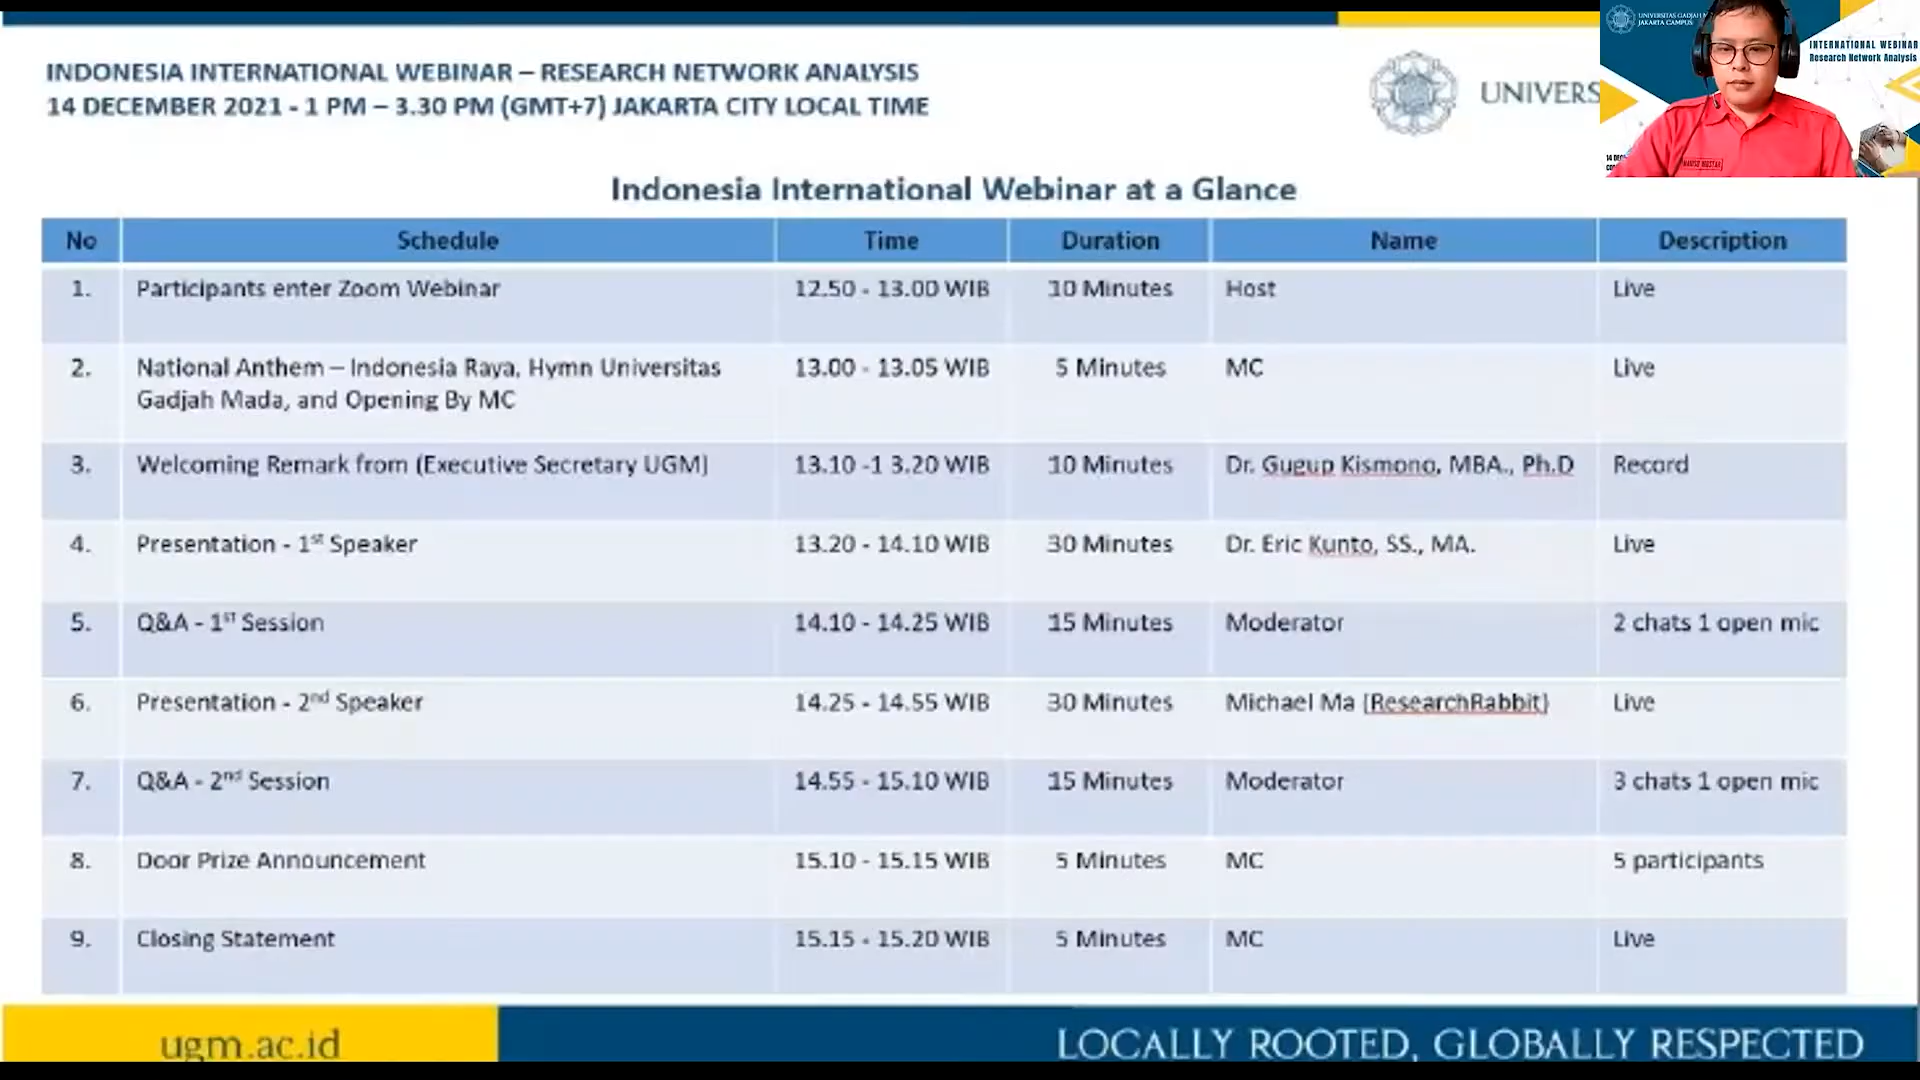 INDONESIA INTERNATIONAL WEBINAR – RESEARCH NETWORK ANALYSIS
14 DECEMBER 2021 - 1 PM – 3.30 PM (GMT+7) JAKARTA CITY LOCAL TIME
UNIVERS
UNIVERSITAS GADJAH M
JAKARTA CAMPUS
INTERNATIONAL WEBINAR
Research Network Analysis
Indonesia International Webinar at a Glance
No Schedule Time Duration Name Description
1. Participants enter Zoom Webinar 12.50 - 13.00 WIB 10 Minutes Host Live
2. National Anthem – Indonesia Raya, Hymn Universitas 13.00 - 13.05 WIB 5 Minutes MC Live
Gadjah Mada, and Opening By MC
3. Welcoming Remark from (Executive Secretary UGM) 13.10 -1 3.20 WIB 10 Minutes Dr. Gugup Kismono, MBA., Ph.D Record
4. Presentation - 1st Speaker 13.20 - 14.10 WIB 30 Minutes Dr. Eric Kunto, SS., MA. Live
5. Q&A - 1ST Session 14.10 - 14.25 WIB 15 Minutes Moderator 2 chats 1 open mic
6. Presentation - 2nd Speaker 14.25 - 14.55 WIB 30 Minutes Michael Ma (ResearchRabbit) Live
7. Q&A - 2nd Session 14.55 - 15.10 WIB 15 Minutes Moderator 3 chats 1 open mic
8. Door Prize Announcement 15.10 - 15.15 WIB 5 Minutes MC 5 participants
9. Closing Statement 15.15 - 15.20 WIB 5 Minutes MC Live
ugm.ac.id
LOCALLY ROOTED, GLOBALLY RESPECTED